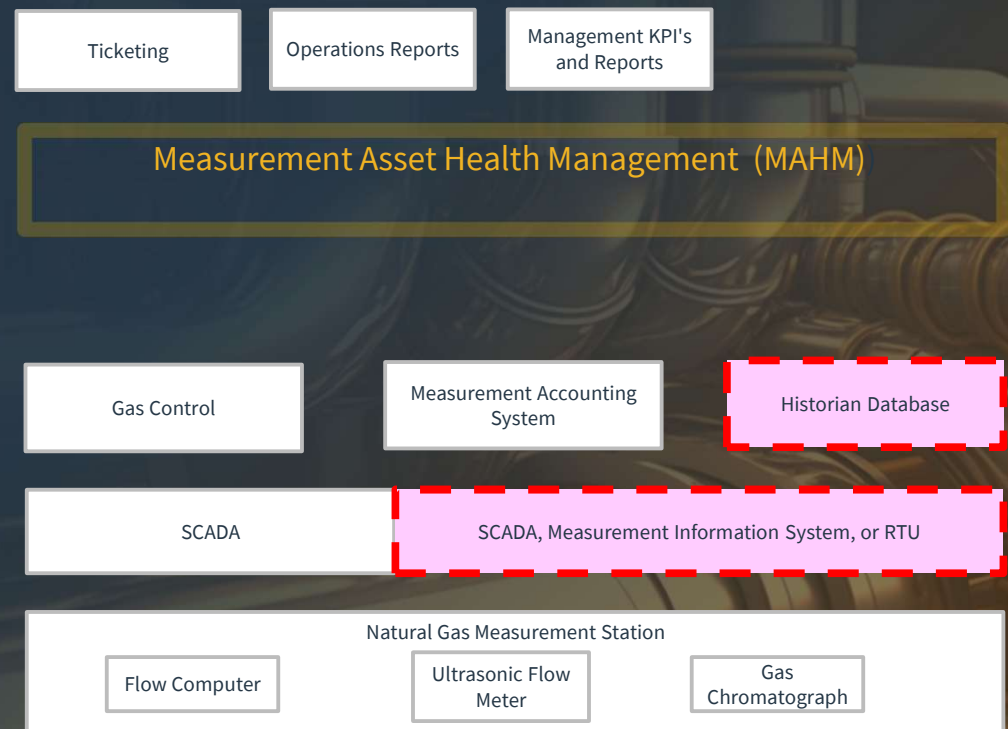 Ticketing
Operations Reports
Management KPI's
and Reports
Measurement Asset Health Management (MAHM)
Gas Control
Measurement Accounting
System
Historian Database
SCADA
SCADA, Measurement Information System, or RTU
Natural Gas Measurement Station
Flow Computer
Ultrasonic Flow
Meter
Gas
Chromatograph